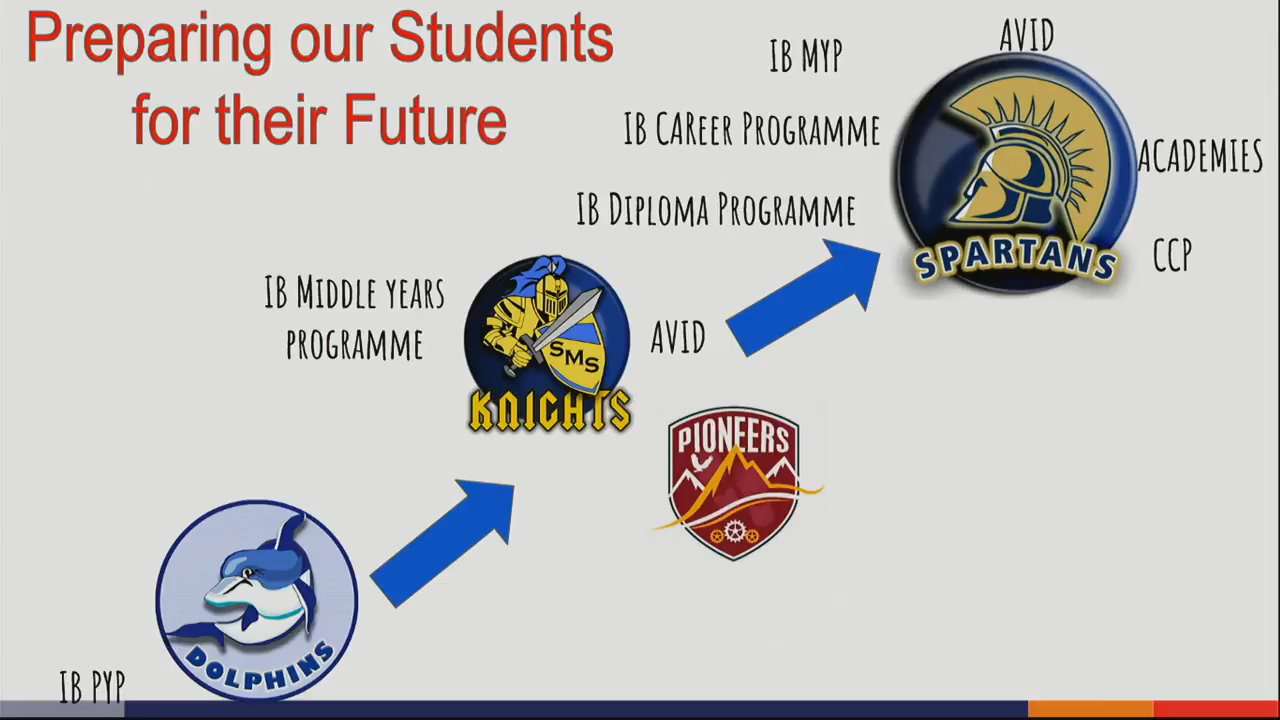 Preparing our Students
for their Future
AVID
IB MYP
IB CAREER PROGRAMME
ACADEMIES
IB DIPLOMA PROGRAMME
SPARTANS
CCP
IB MIDDLE YEARS
PROGRAMME
SMS
KNIGHTS
AVID
PIONEERS
DOLPHINS
IB PYP